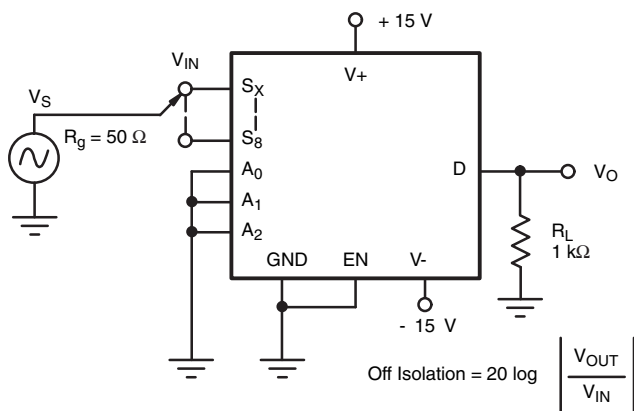 + 15 V
V+
V_IN
V_S
R_g = 50 Ω
S_X
S_8
A_0
A_1
A_2
D
V_O
R_L
1 kΩ
GND
EN
V-
- 15 V
Off Isolation = 20 log | V_OUT / V_IN |